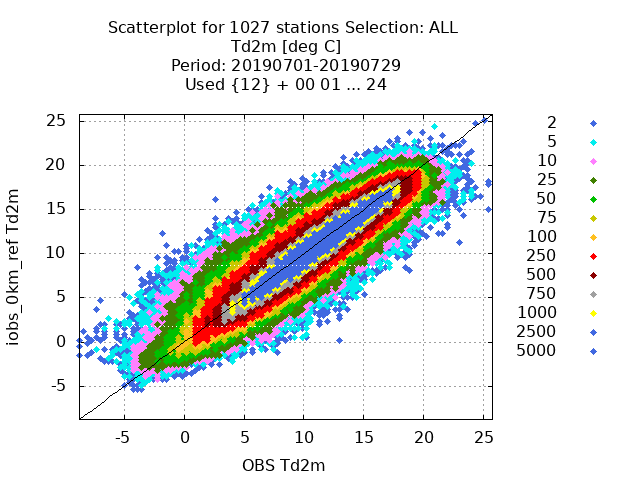 Scatterplot for 1027 stations Selection: ALL
Td2m [deg C]
Period: 20190701-20190729
Used {12} + 00 01 ... 24
25
20
15
10
5
0
-5
iobs_0km_ref Td2m
-5 0 5 10 15 20 25
OBS Td2m
2
5
10
25
50
75
100
250
500
750
1000
2500
5000